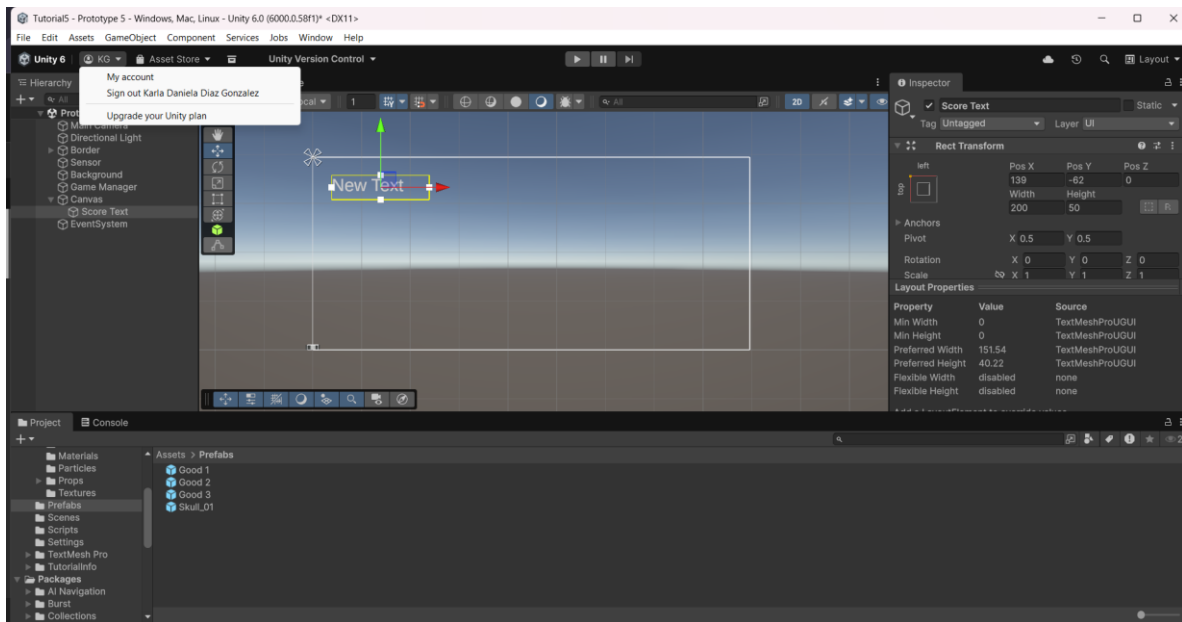 Tutorial5 - Prototype 5 - Windows, Mac, Linux - Unity 6.0 (6000.0.58f1)* <DX11>
File Edit Assets GameObject Component Services Jobs Window Help
Unity 6 KG Asset Store Unity Version Control Layout
My account
Sign out Karla Daniela Diaz Gonzalez
Upgrade your Unity plan
Hierarchy
All
Prot
Main Camera
Directional Light
Border
Sensor
Background
Game Manager
Canvas
Score Text
EventSystem
1 All 2D
New Text
Inspector
Score Text Static
Tag Untagged Layer UI
Rect Transform
left Pos X Pos Y Pos Z
top 139 -62 0
Width Height
200 50
Anchors
Pivot X 0.5 Y 0.5
Rotation X 0 Y 0 Z 0
Scale X 1 Y 1 Z 1
Layout Properties
Property Value Source
Min Width 0 TextMeshProUGUI
Min Height 0 TextMeshProUGUI
Preferred Width 151.54 TextMeshProUGUI
Preferred Height 40.22 TextMeshProUGUI
Flexible Width disabled none
Flexible Height disabled none
Project Console
Materials
Particles
Props
Textures
Prefabs
Scenes
Scripts
Settings
TextMesh Pro
TutorialInfo
Packages
AI Navigation
Burst
Collections
Assets > Prefabs
Good 1
Good 2
Good 3
Skull_01